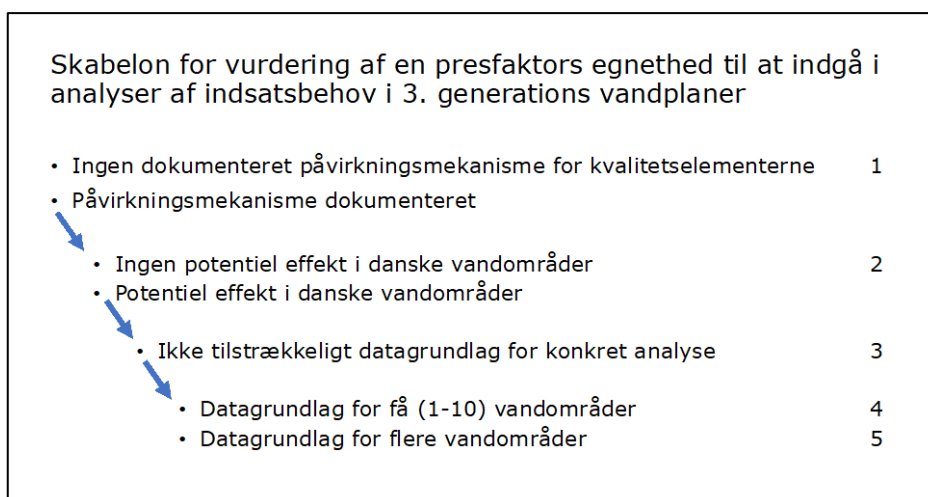 Skabelon for vurdering af en presfaktors egnethed til at indgå i
analyser af indsatsbehov i 3. generations vandplaner
• Ingen dokumenteret påvirkningsmekanisme for kvalitetselementerne 1
• Påvirkningsmekanisme dokumenteret
• Ingen potentiel effekt i danske vandområder 2
• Potentiel effekt i danske vandområder
• Ikke tilstrækkeligt datagrundlag for konkret analyse 3
• Datagrundlag for få (1-10) vandområder 4
• Datagrundlag for flere vandområder 5